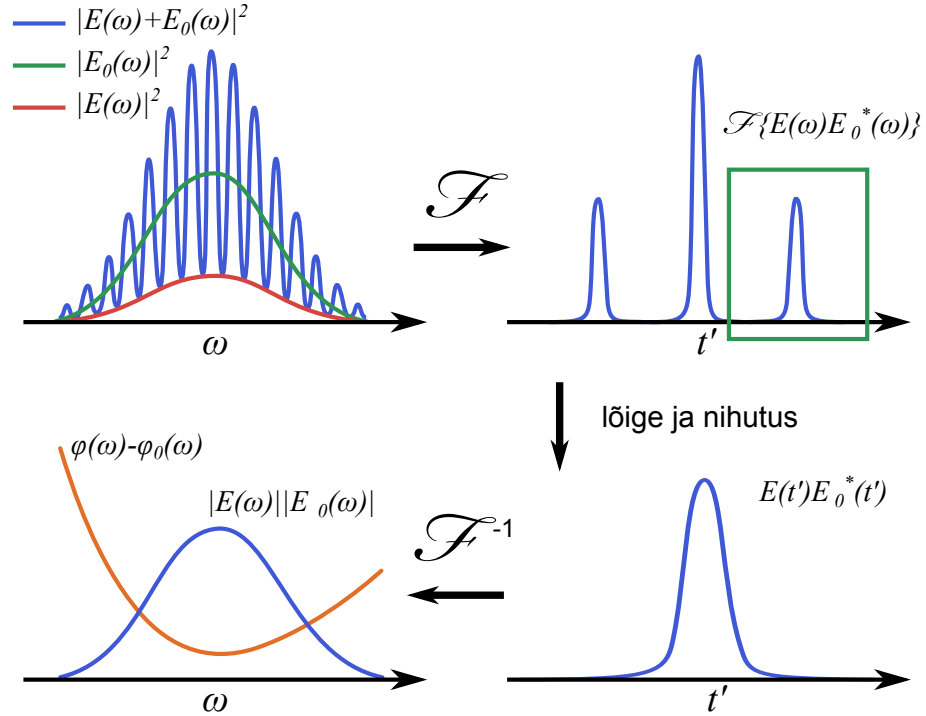 |E(ω)+E₀(ω)|²
|E₀(ω)|²
|E(ω)|²
ℱ{E(ω)E₀*(ω)}
ℱ
ω
t'
lõige ja nihutus
φ(ω)-φ₀(ω)
|E(ω)||E₀(ω)|
ℱ⁻¹
E(t')E₀*(t')
ω
t'